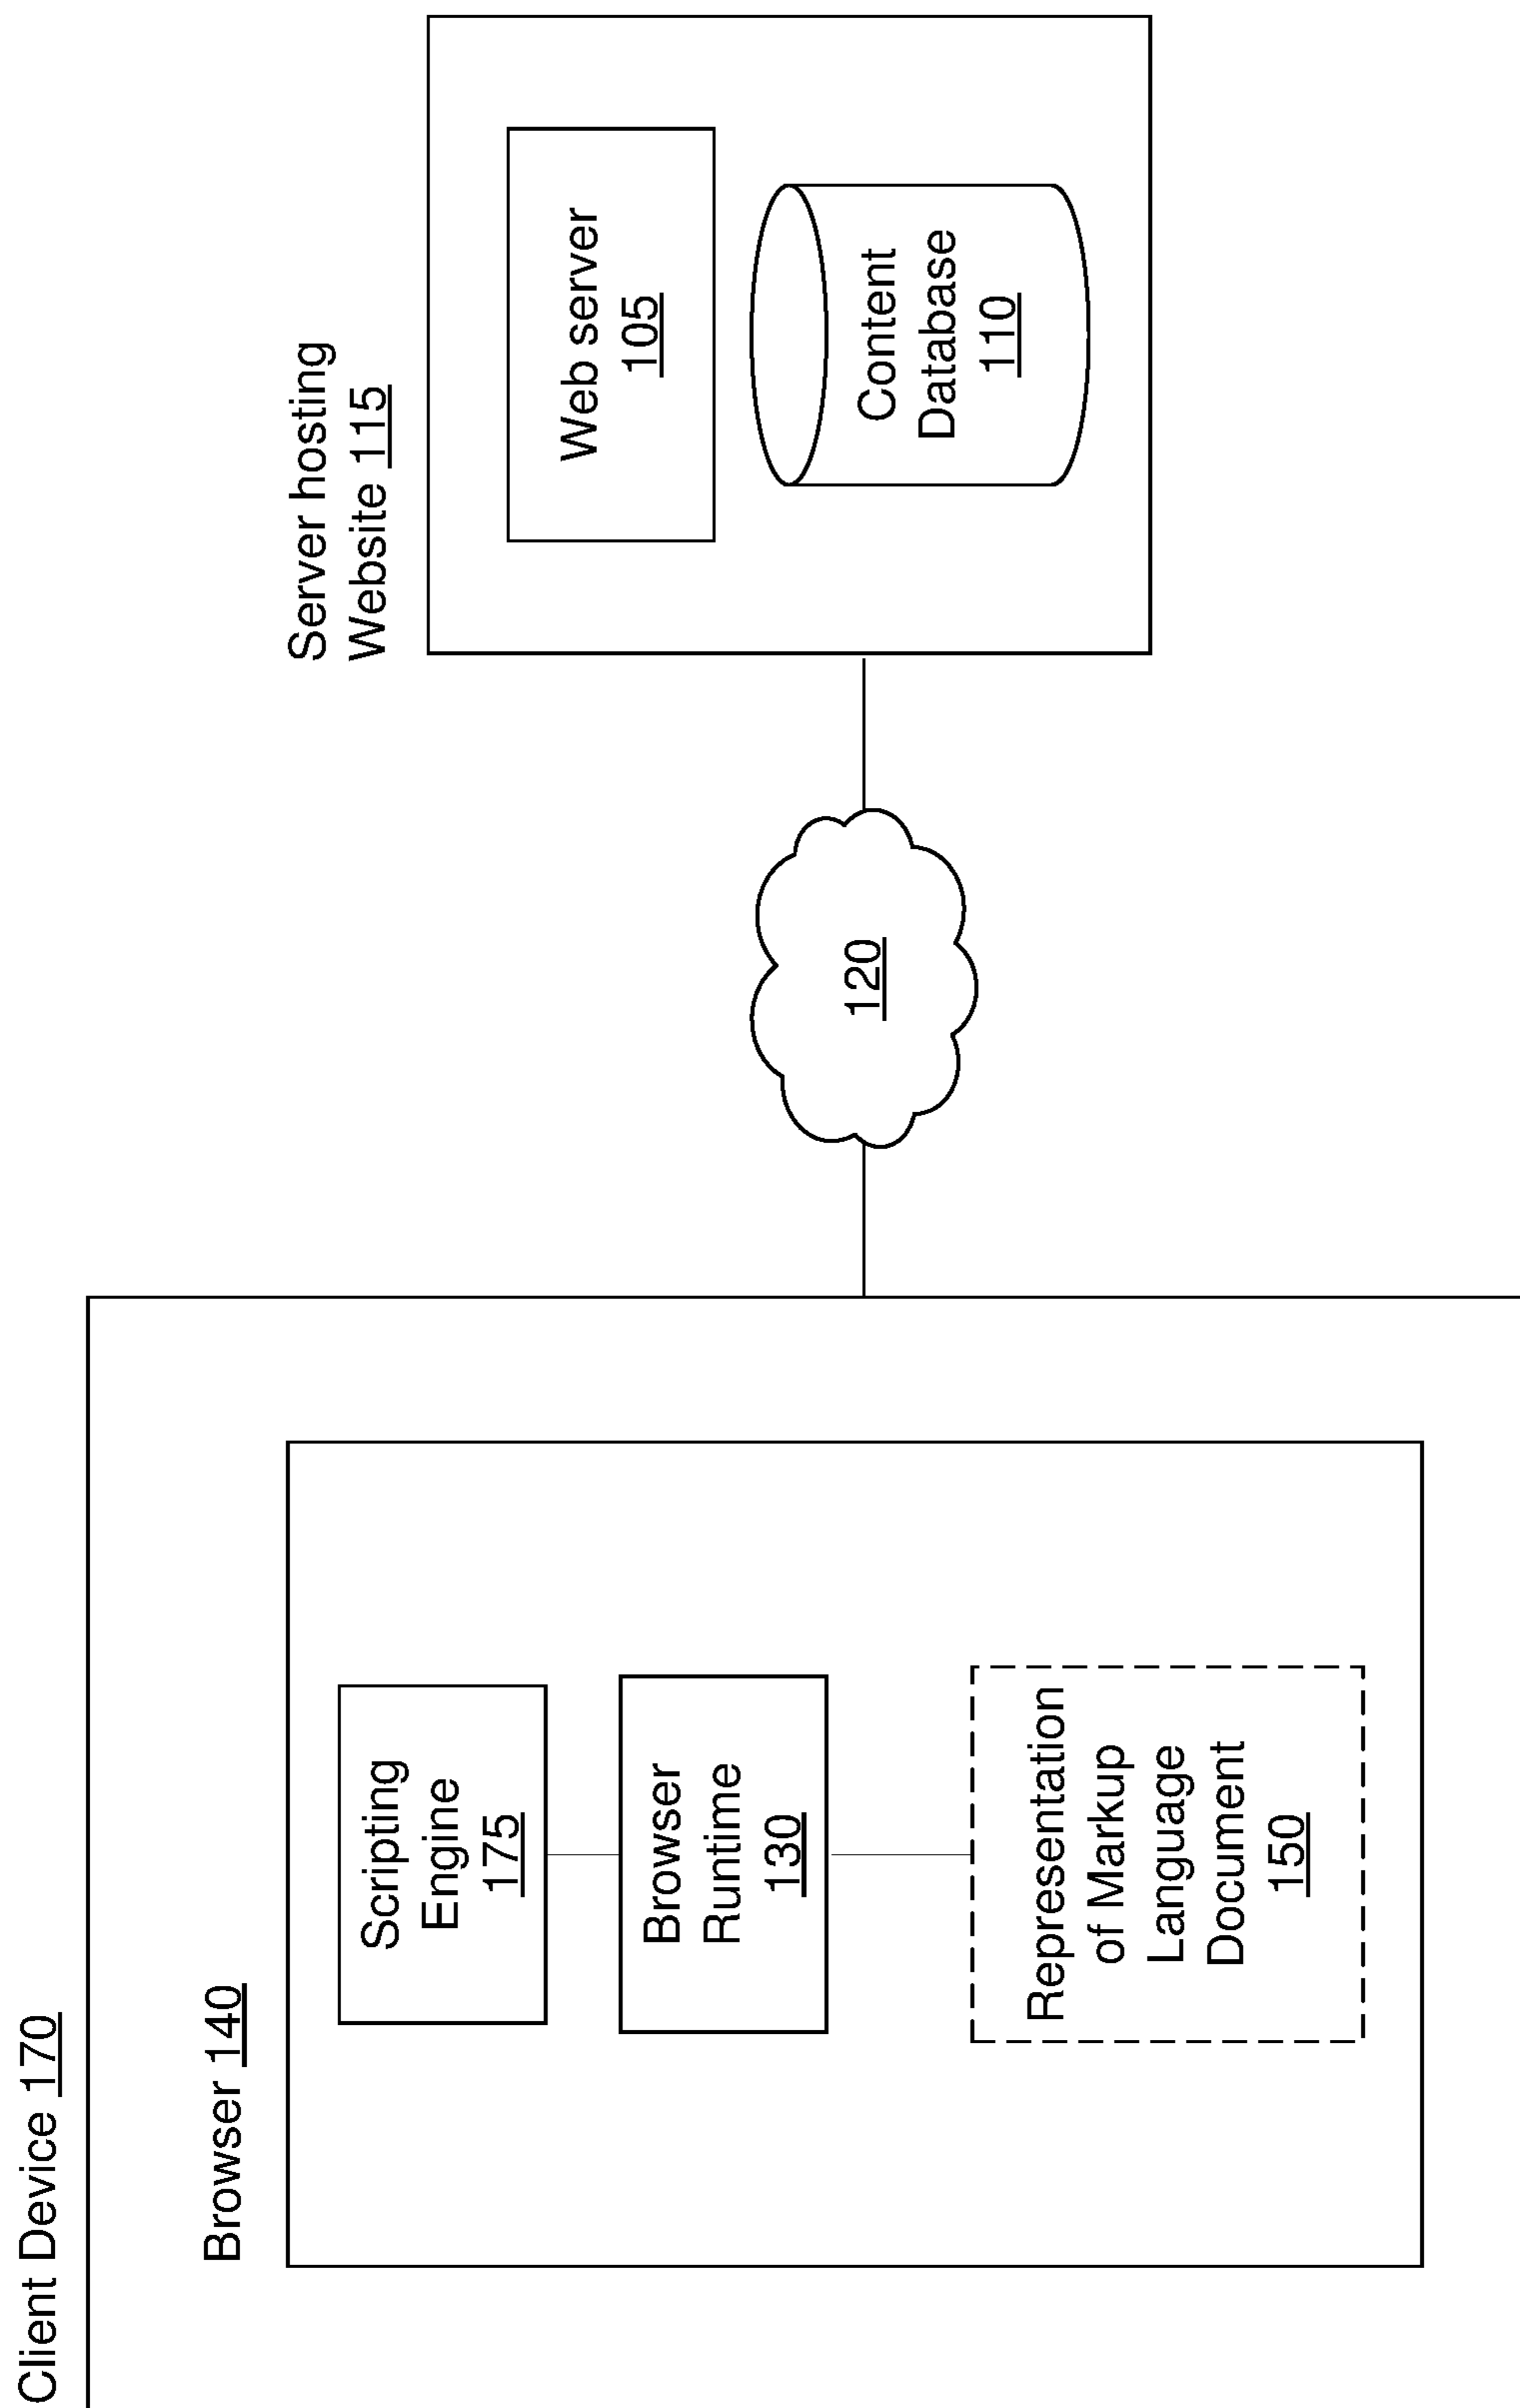 Client Device 170
Browser 140
Scripting
Engine
175
Browser
Runtime
130
Representation
of Markup
Language
Document
150
120
Server hosting
Website 115
Web server
105
Content
Database
110